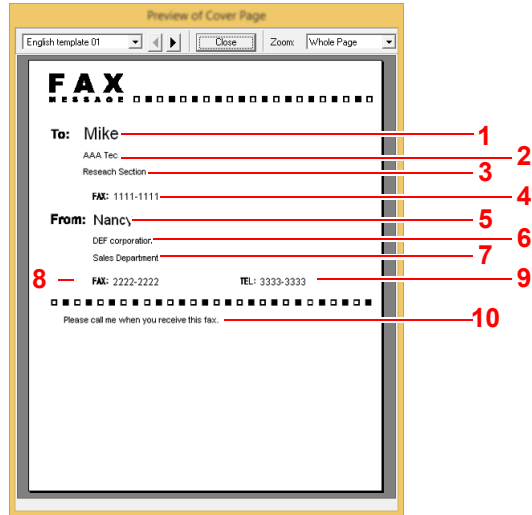 Preview of Cover Page
English template 01 Close Zoom: Whole Page
FAX
MESSAGE
To: Mike 1
AAA Tec 2
Reseach Section 3
FAX: 1111-1111 4
From: Nancy 5
DEF corporation. 6
Sales Department 7
8 FAX: 2222-2222 TEL: 3333-3333 9
Please call me when you receive this fax. 10